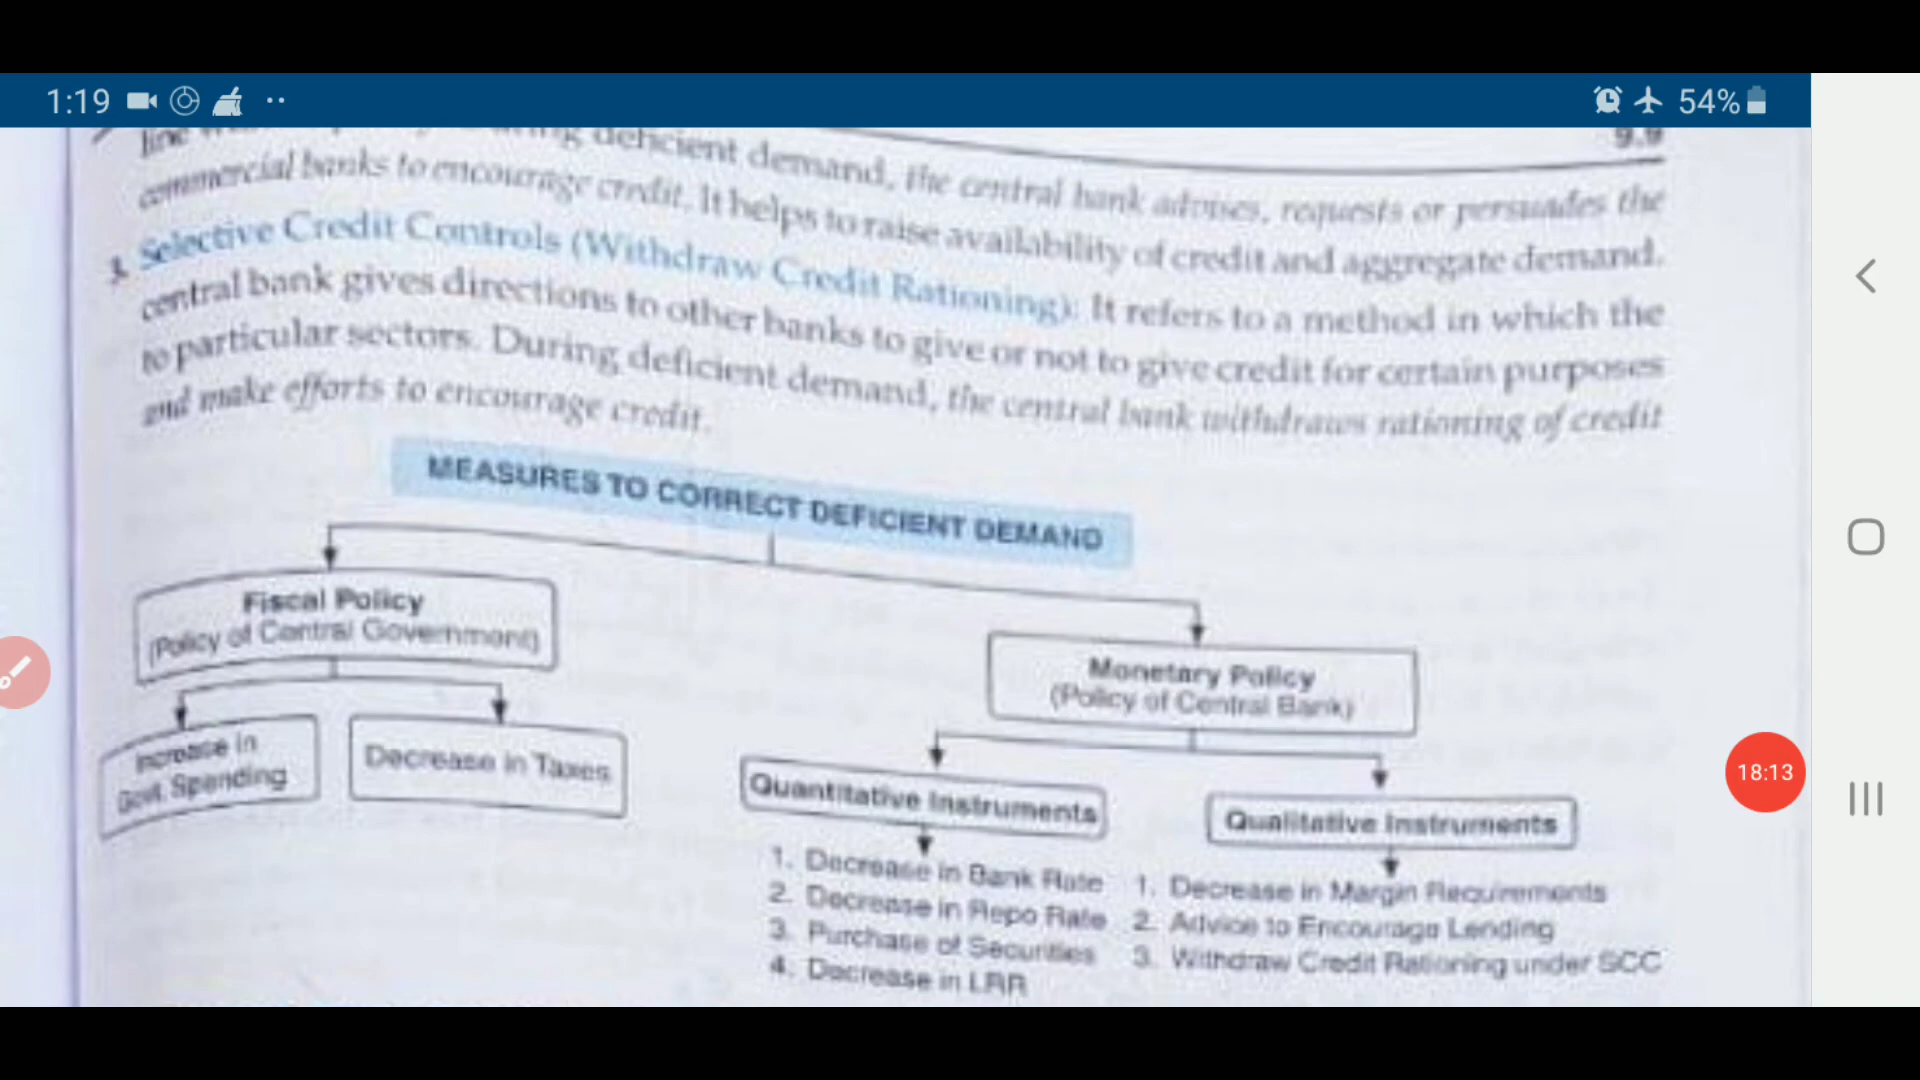 1:19
54%
9.9
line deficient demand, the central bank advises, requests or persuades the
commercial banks to encourage credit. It helps to raise availability of credit and aggregate demand.
3. Selective Credit Controls (Withdraw Credit Rationing): It refers to a method in which the
central bank gives directions to other banks to give or not to give credit for certain purposes
to particular sectors. During deficient demand, the central bank withdraws rationing of credit
and make efforts to encourage credit.
MEASURES TO CORRECT DEFICIENT DEMAND
Fiscal Policy
(Policy of Central Government)
Monetary Policy
(Policy of Central Bank)
Increase in
Govt. Spending
Decrease in Taxes
Quantitative Instruments
Qualitative Instruments
1. Decrease in Bank Rate
2. Decrease in Repo Rate
3. Purchase of Securities
4. Decrease in LRR
1. Decrease in Margin Requirements
2. Advice to Encourage Lending
3. Withdraw Credit Rationing under SCC
18:13